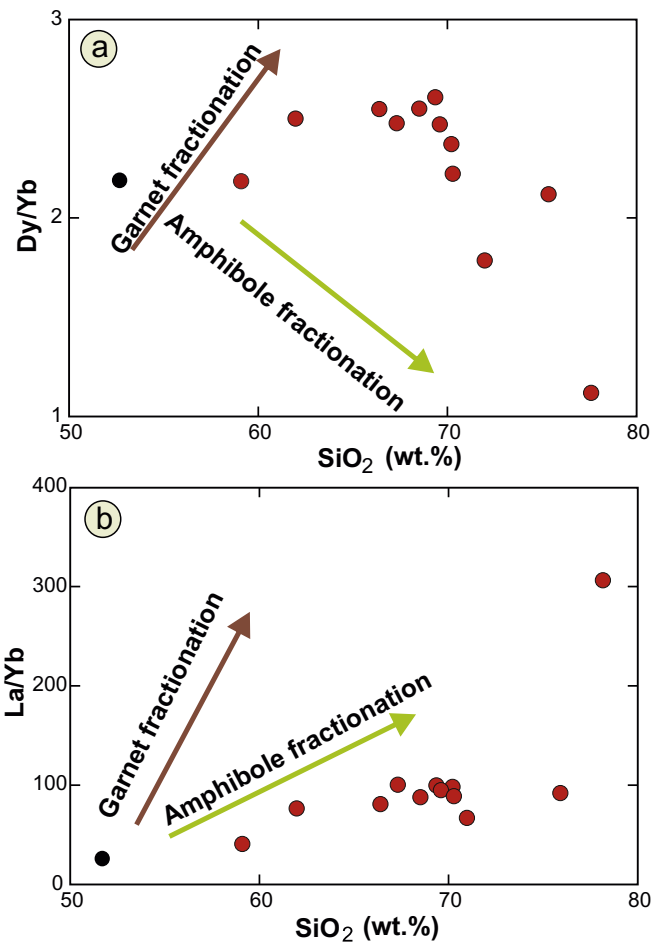 3
a
Garnet fractionation
Dy/Yb
2
Amphibole fractionation
1
50
60
70
80
SiO₂ (wt.%)
400
b
300
Garnet fractionation
La/Yb
200
Amphibole fractionation
100
0
50
60
70
80
SiO₂ (wt.%)